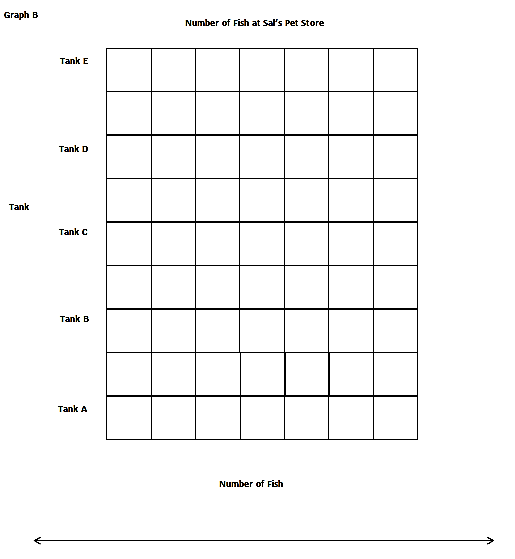 Graph B
Number of Fish at Sal's Pet Store
Tank E
Tank D
Tank
Tank C
Tank B
Tank A
Number of Fish